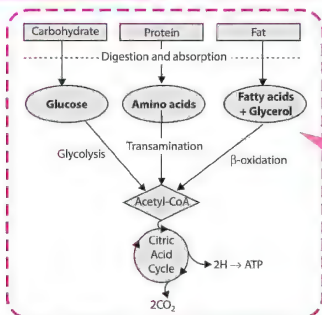 Carbohydrate Protein Fat
Digestion and absorption
Glucose Amino acids Fatty acids
+ Glycerol
Glycolysis Transamination β-oxidation
Acetyl-CoA
Citric
Acid
Cycle
2H → ATP
2CO₂